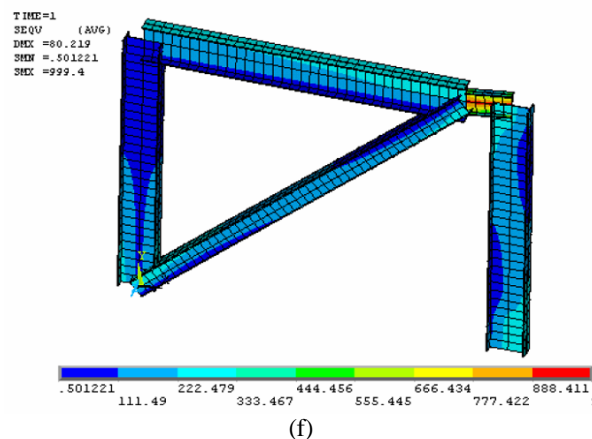 TIME=1
SEQV (AVG)
DMX =80.219
SMN =.501221
SMX =999.4
Y
.501221 222.479 444.456 666.434 888.411
111.49 333.467 555.445 777.422
(f)